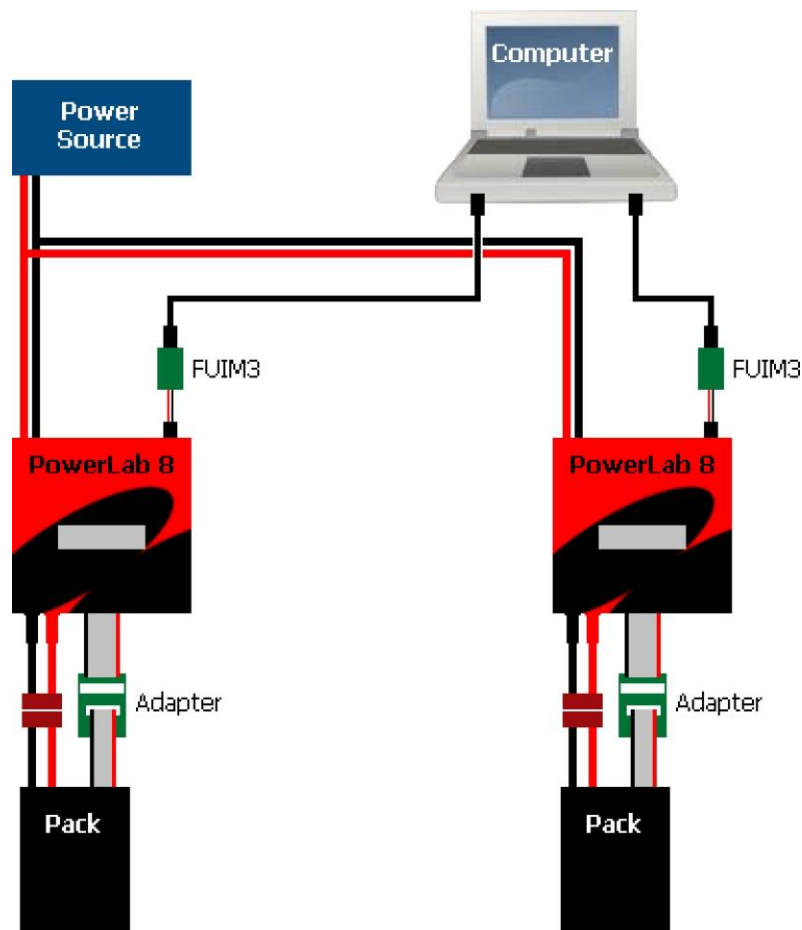 Computer
Power
Source
FUIM3
FUIM3
PowerLab 8
PowerLab 8
Adapter
Adapter
Pack
Pack